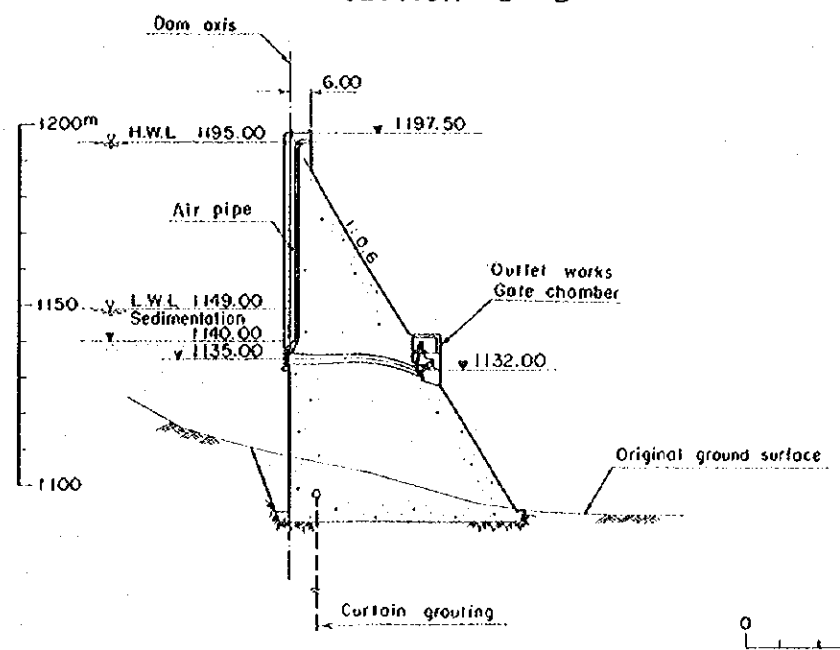 Dam axis
6.00
1200m
H.W.L 1195.00
1197.50
Air pipe
1:0.6
Outlet works
Gate chamber
1150
L.W.L 1149.00
Sedimentation
1140.00
1135.00
1132.00
Original ground surface
1100
Curtain grouting
0